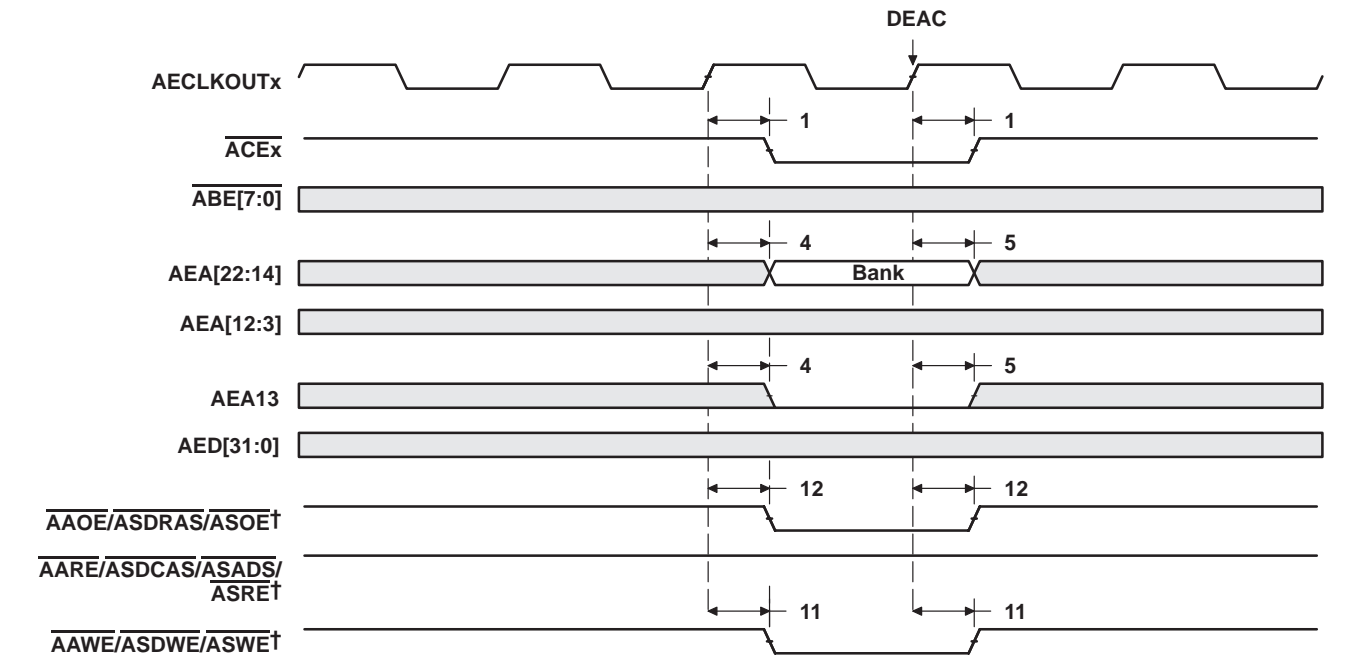 DEAC
AECLKOUTx
1 1
ACEx
ABE[7:0]
4 5
AEA[22:14] Bank
AEA[12:3]
4 5
AEA13
AED[31:0]
12 12
AAOE/ASDRAS/ASOE†
AARE/ASDCAS/ASADS/
ASRE†
11 11
AAWE/ASDWE/ASWE†